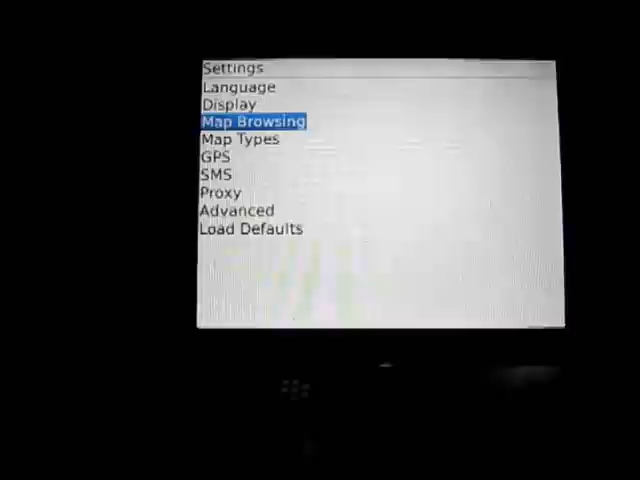 Settings
Language
Display
Map Browsing
Map Types
GPS
SMS
Proxy
Advanced
Load Defaults